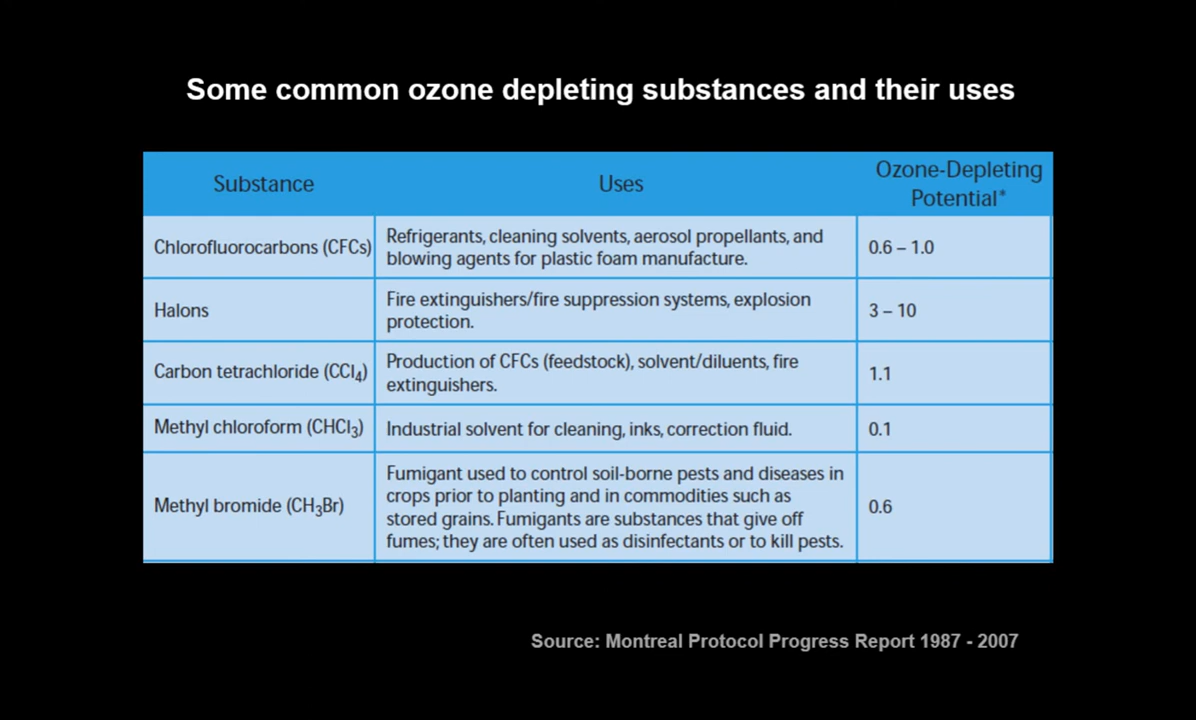 Some common ozone depleting substances and their uses
Substance
Uses
Ozone-Depleting
Potential*
Chlorofluorocarbons (CFCs)
Refrigerants, cleaning solvents, aerosol propellants, and
blowing agents for plastic foam manufacture.
0.6 – 1.0
Halons
Fire extinguishers/fire suppression systems, explosion
protection.
3 – 10
Carbon tetrachloride (CCl₄)
Production of CFCs (feedstock), solvent/diluents, fire
extinguishers.
1.1
Methyl chloroform (CHCl₃)
Industrial solvent for cleaning, inks, correction fluid.
0.1
Methyl bromide (CH₃Br)
Fumigant used to control soil-borne pests and diseases in
crops prior to planting and in commodities such as
stored grains. Fumigants are substances that give off
fumes; they are often used as disinfectants or to kill pests.
0.6
Source: Montreal Protocol Progress Report 1987 - 2007